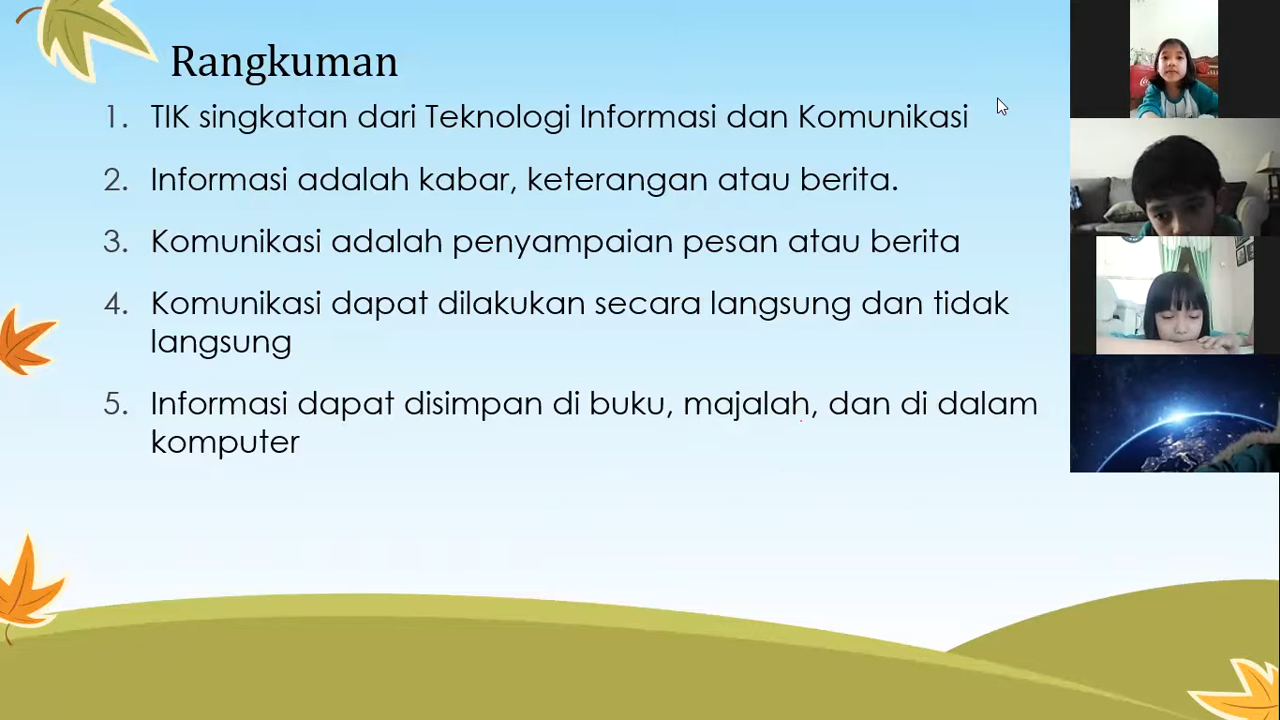 Rangkuman
1. TIK singkatan dari Teknologi Informasi dan Komunikasi
2. Informasi adalah kabar, keterangan atau berita.
3. Komunikasi adalah penyampaian pesan atau berita
4. Komunikasi dapat dilakukan secara langsung dan tidak
langsung
5. Informasi dapat disimpan di buku, majalah, dan di dalam
komputer